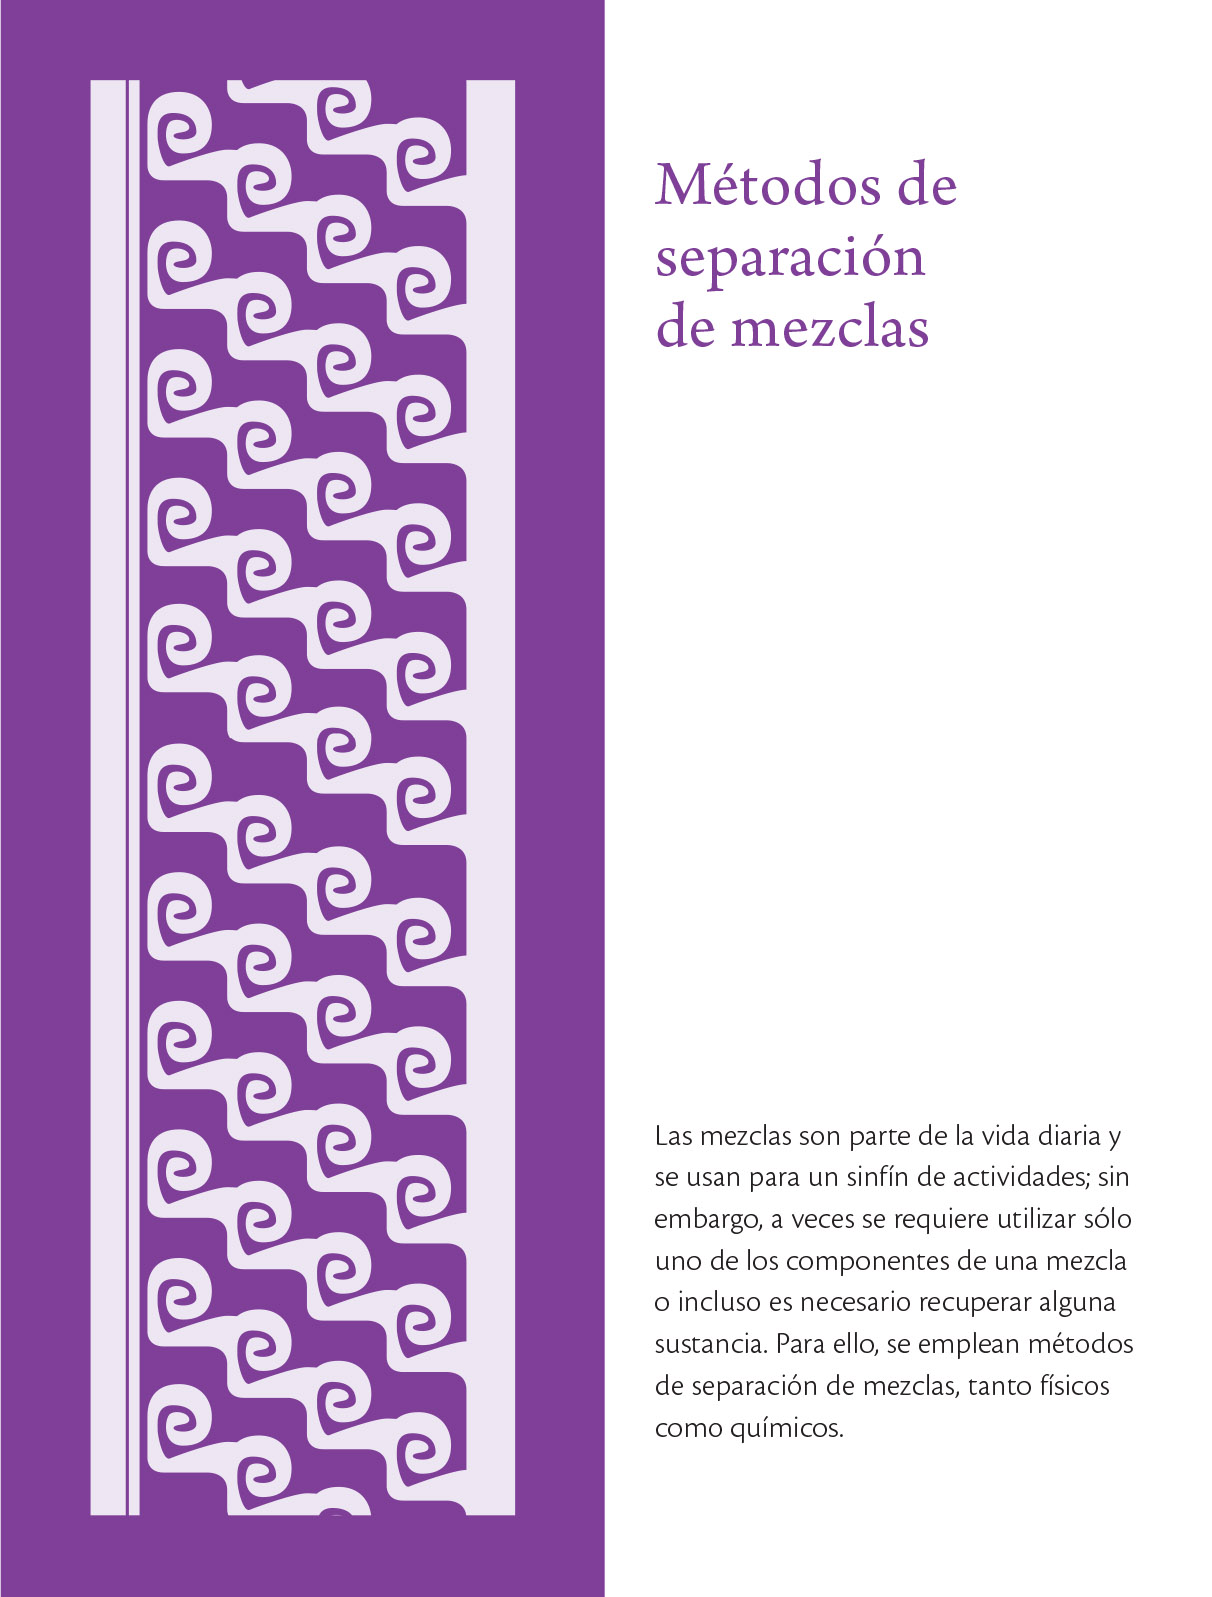 Métodos de
separación
de mezclas
Las mezclas son parte de la vida diaria y
se usan para un sinfín de actividades; sin
embargo, a veces se requiere utilizar sólo
uno de los componentes de una mezcla
o incluso es necesario recuperar alguna
sustancia. Para ello, se emplean métodos
de separación de mezclas, tanto físicos
como químicos.